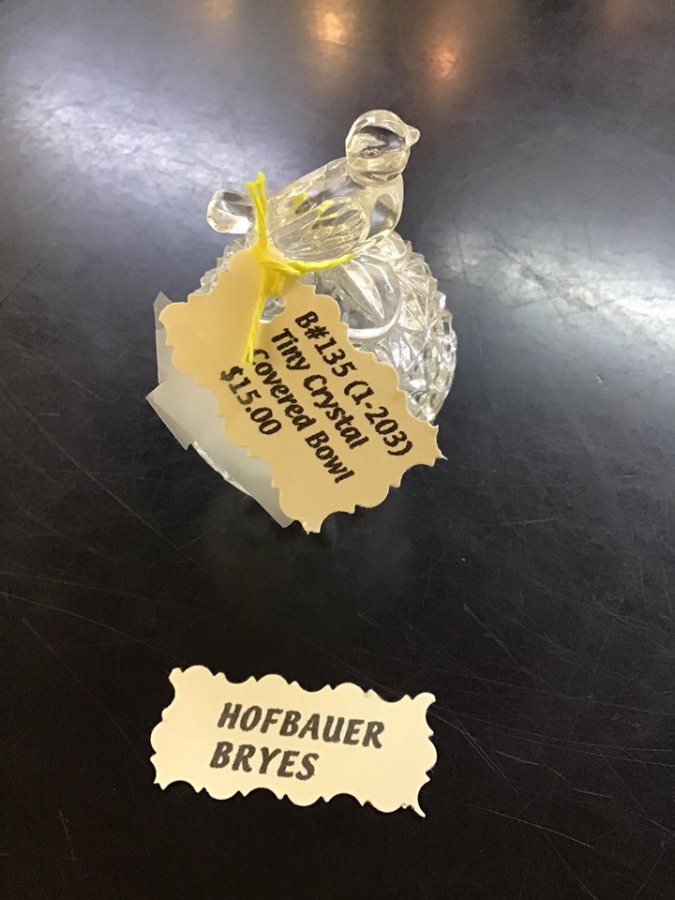 B#135 (1-203)
Tiny Crystal
Covered Bowl
$15.00
HOFBAUER
BRYES